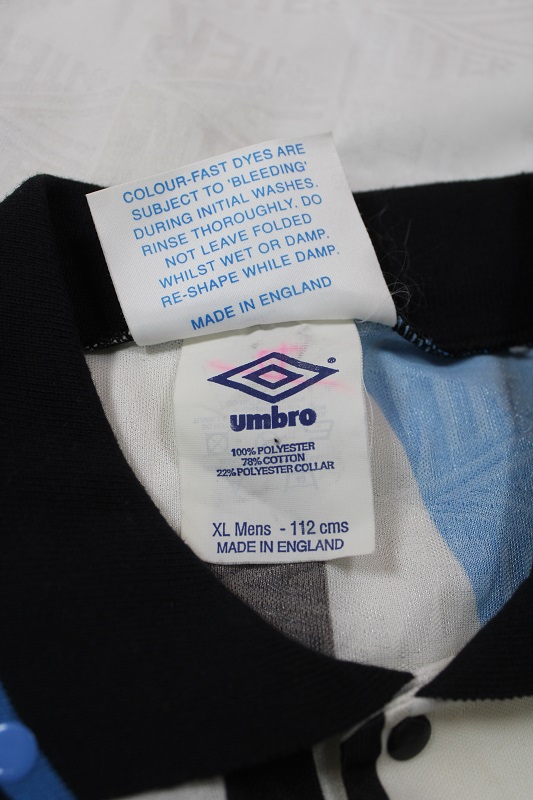 COLOUR-FAST DYES ARE
SUBJECT TO 'BLEEDING'
DURING INITIAL WASHES.
RINSE THOROUGHLY. DO
NOT LEAVE FOLDED
WHILST WET OR DAMP.
RE-SHAPE WHILE DAMP.
MADE IN ENGLAND
®
umbro
100% POLYESTER
78% COTTON
22% POLYESTER COLLAR
XL Mens - 112 cms
MADE IN ENGLAND